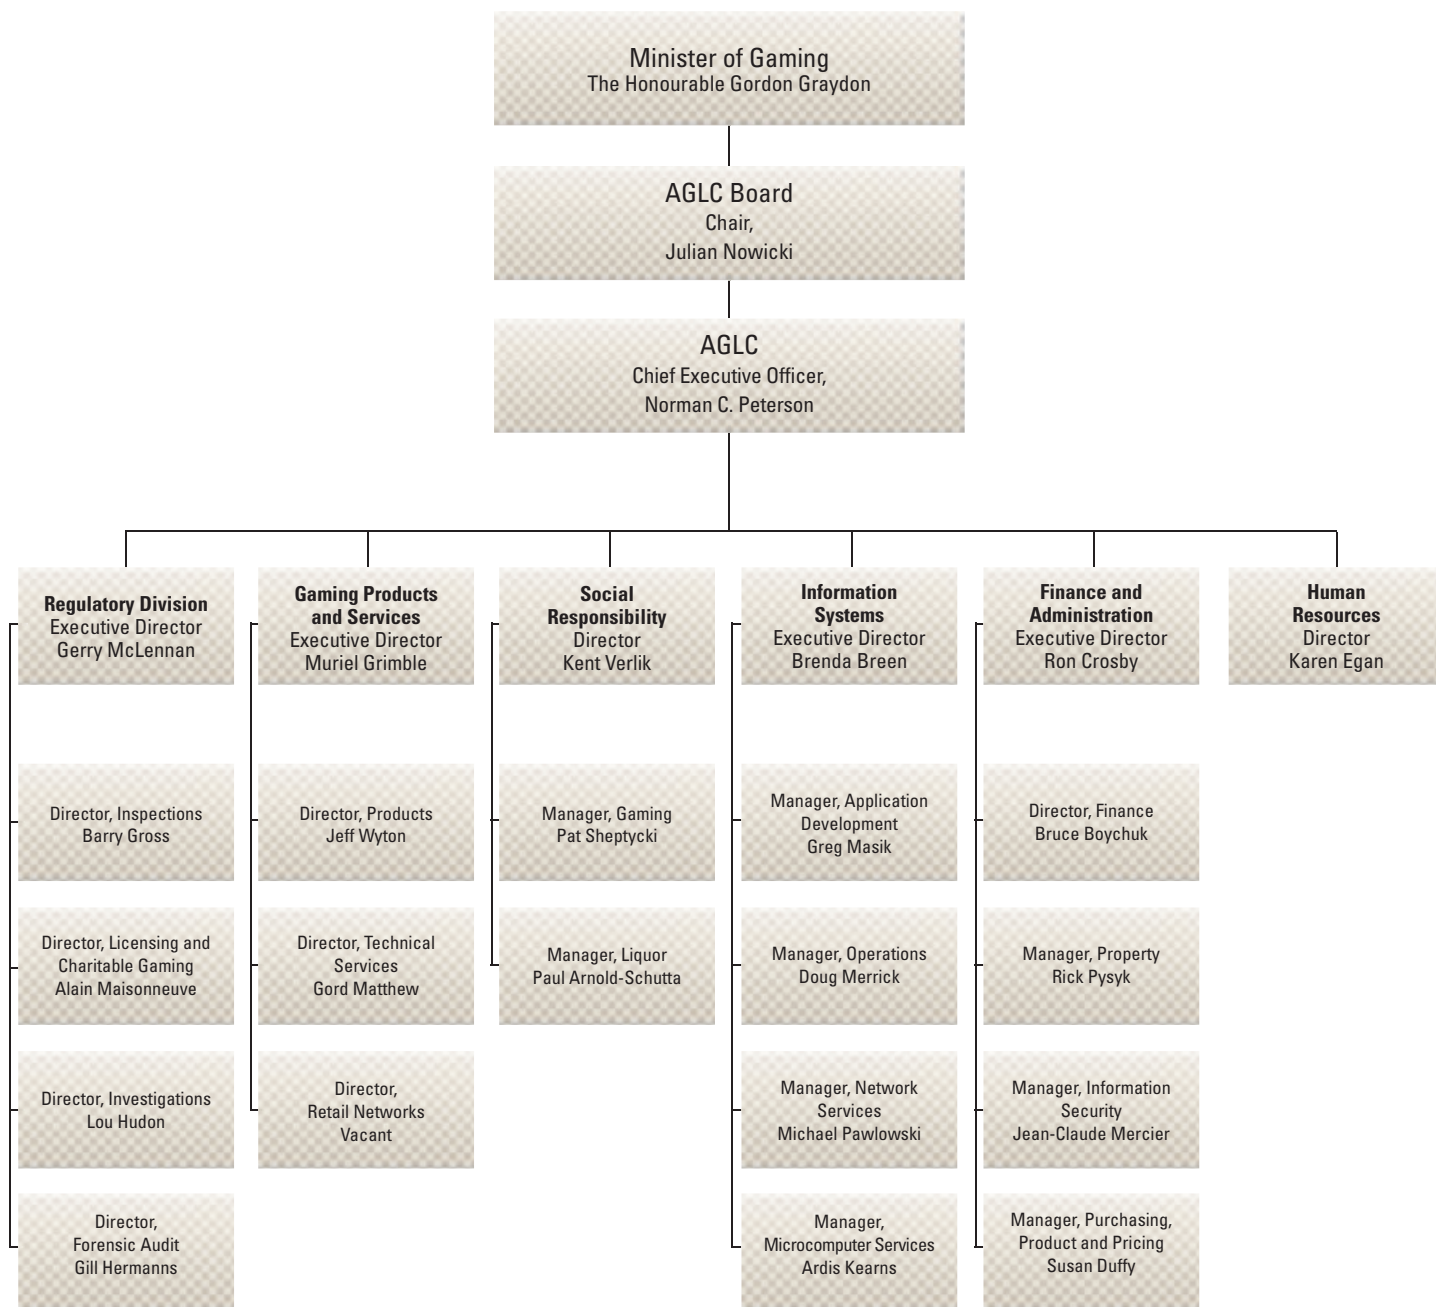 Minister of Gaming
The Honourable Gordon Graydon
AGLC Board
Chair,
Julian Nowicki
AGLC
Chief Executive Officer,
Norman C. Peterson
Regulatory Division
Executive Director
Gerry McLennan
Director, Inspections
Barry Gross
Director, Licensing and
Charitable Gaming
Alain Maisonneuve
Director, Investigations
Lou Hudon
Director,
Forensic Audit
Gill Hermanns
Gaming Products
and Services
Executive Director
Muriel Grimble
Director, Products
Jeff Wyton
Director, Technical
Services
Gord Matthew
Director,
Retail Networks
Vacant
Social
Responsibility
Director
Kent Verlik
Manager, Gaming
Pat Sheptycki
Manager, Liquor
Paul Arnold-Schutta
Information
Systems
Executive Director
Brenda Breen
Manager, Application
Development
Greg Masik
Manager, Operations
Doug Merrick
Manager, Network
Services
Michael Pawlowski
Manager,
Microcomputer Services
Ardis Kearns
Finance and
Administration
Executive Director
Ron Crosby
Director, Finance
Bruce Boychuk
Manager, Property
Rick Pysyk
Manager, Information
Security
Jean-Claude Mercier
Manager, Purchasing,
Product and Pricing
Susan Duffy
Human
Resources
Director
Karen Egan